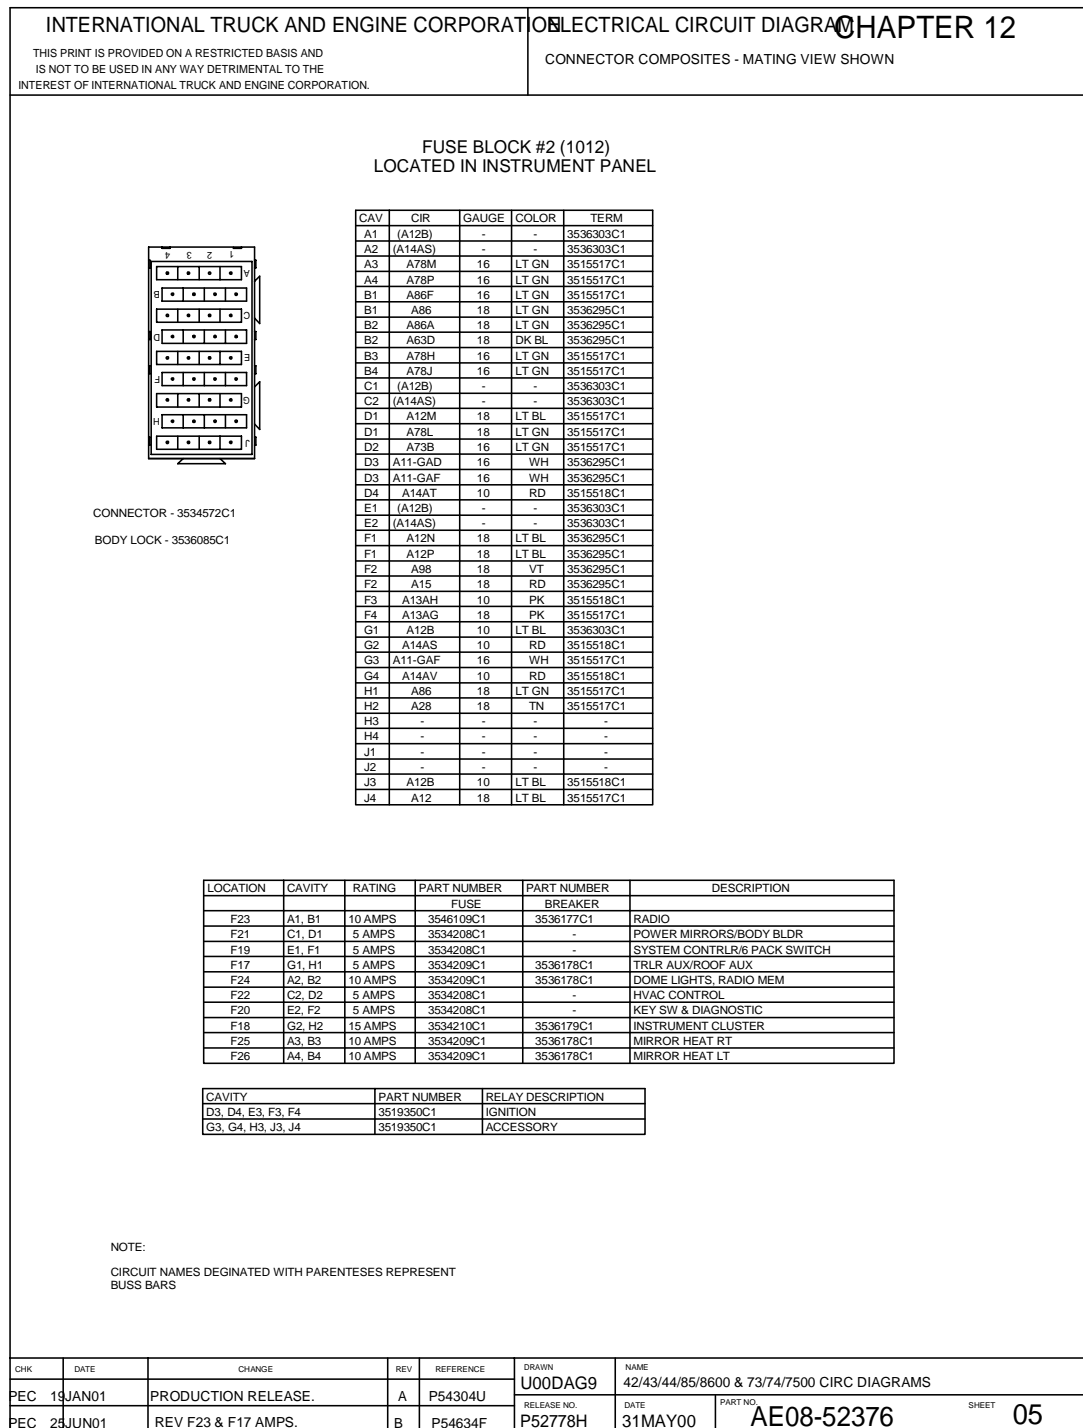 INTERNATIONAL TRUCK AND ENGINE CORPORATION
THIS PRINT IS PROVIDED ON A RESTRICTED BASIS AND
IS NOT TO BE USED IN ANY WAY DETRIMENTAL TO THE
INTEREST OF INTERNATIONAL TRUCK AND ENGINE CORPORATION.
ELECTRICAL CIRCUIT DIAGRAM
CHAPTER 12
CONNECTOR COMPOSITES - MATING VIEW SHOWN
FUSE BLOCK #2 (1012)
LOCATED IN INSTRUMENT PANEL
4 3 2 1
A
B
C
D
E
F
G
H
J
CONNECTOR - 3534572C1
BODY LOCK - 3536085C1
CAV CIR GAUGE COLOR TERM
A1 (A12B) - - 3536303C1
A2 (A14AS) - - 3536303C1
A3 A78M 16 LT GN 3515517C1
A4 A78P 16 LT GN 3515517C1
B1 A86F 16 LT GN 3515517C1
B1 A86 18 LT GN 3536295C1
B2 A86A 18 LT GN 3536295C1
B2 A63D 18 DK BL 3536295C1
B3 A78H 16 LT GN 3515517C1
B4 A78J 16 LT GN 3515517C1
C1 (A12B) - - 3536303C1
C2 (A14AS) - - 3536303C1
D1 A12M 18 LT BL 3515517C1
D1 A78L 18 LT GN 3515517C1
D2 A73B 16 LT GN 3515517C1
D3 A11-GAD 16 WH 3536295C1
D3 A11-GAF 16 WH 3536295C1
D4 A14AT 10 RD 3515518C1
E1 (A12B) - - 3536303C1
E2 (A14AS) - - 3536303C1
F1 A12N 18 LT BL 3536295C1
F1 A12P 18 LT BL 3536295C1
F2 A98 18 VT 3536295C1
F2 A15 18 RD 3536295C1
F3 A13AH 10 PK 3515518C1
F4 A13AG 18 PK 3515517C1
G1 A12B 10 LT BL 3536303C1
G2 A14AS 10 RD 3515518C1
G3 A11-GAF 16 WH 3515517C1
G4 A14AV 10 RD 3515518C1
H1 A86 18 LT GN 3515517C1
H2 A28 18 TN 3515517C1
H3 - - - -
H4 - - - -
J1 - - - -
J2 - - - -
J3 A12B 10 LT BL 3515518C1
J4 A12 18 LT BL 3515517C1
LOCATION CAVITY RATING PART NUMBER PART NUMBER DESCRIPTION
FUSE BREAKER
F23 A1, B1 10 AMPS 3546109C1 3536177C1 RADIO
F21 C1, D1 5 AMPS 3534208C1 - POWER MIRRORS/BODY BLDR
F19 E1, F1 5 AMPS 3534208C1 - SYSTEM CONTRLR/6 PACK SWITCH
F17 G1, H1 5 AMPS 3534209C1 3536178C1 TRLR AUX/ROOF AUX
F24 A2, B2 10 AMPS 3534209C1 3536178C1 DOME LIGHTS, RADIO MEM
F22 C2, D2 5 AMPS 3534208C1 - HVAC CONTROL
F20 E2, F2 5 AMPS 3534208C1 - KEY SW & DIAGNOSTIC
F18 G2, H2 15 AMPS 3534210C1 3536179C1 INSTRUMENT CLUSTER
F25 A3, B3 10 AMPS 3534209C1 3536178C1 MIRROR HEAT RT
F26 A4, B4 10 AMPS 3534209C1 3536178C1 MIRROR HEAT LT
CAVITY PART NUMBER RELAY DESCRIPTION
D3, D4, E3, F3, F4 3519350C1 IGNITION
G3, G4, H3, J3, J4 3519350C1 ACCESSORY
NOTE:
CIRCUIT NAMES DEGINATED WITH PARENTESES REPRESENT
BUSS BARS
CHK DATE CHANGE REV REFERENCE
PEC 19JAN01 PRODUCTION RELEASE. A P54304U
PEC 25JUN01 REV F23 & F17 AMPS. B P54634F
DRAWN
U00DAG9
NAME
42/43/44/85/8600 & 73/74/7500 CIRC DIAGRAMS
RELEASE NO.
P52778H
DATE
31MAY00
PART NO.
AE08-52376
SHEET 05